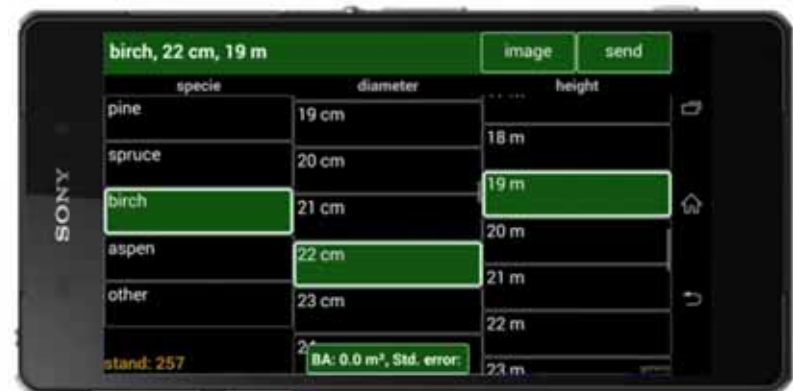 SONY
birch, 22 cm, 19 m
image
send
specie
diameter
height
pine
spruce
birch
aspen
other
stand: 257
19 cm
20 cm
21 cm
22 cm
23 cm
BA: 0.0 m², Std. error:
18 m
19 m
20 m
21 m
22 m
23 m